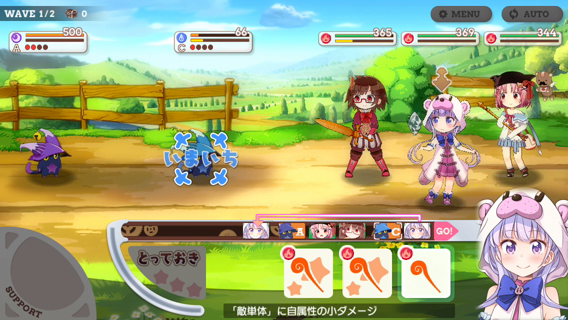 WAVE 1/2
0
MENU
AUTO
500
A
66
C
365
369
344
いまいち
A
C
GO!
とっておき
SUPPORT
「敵単体」に自属性の小ダメージ